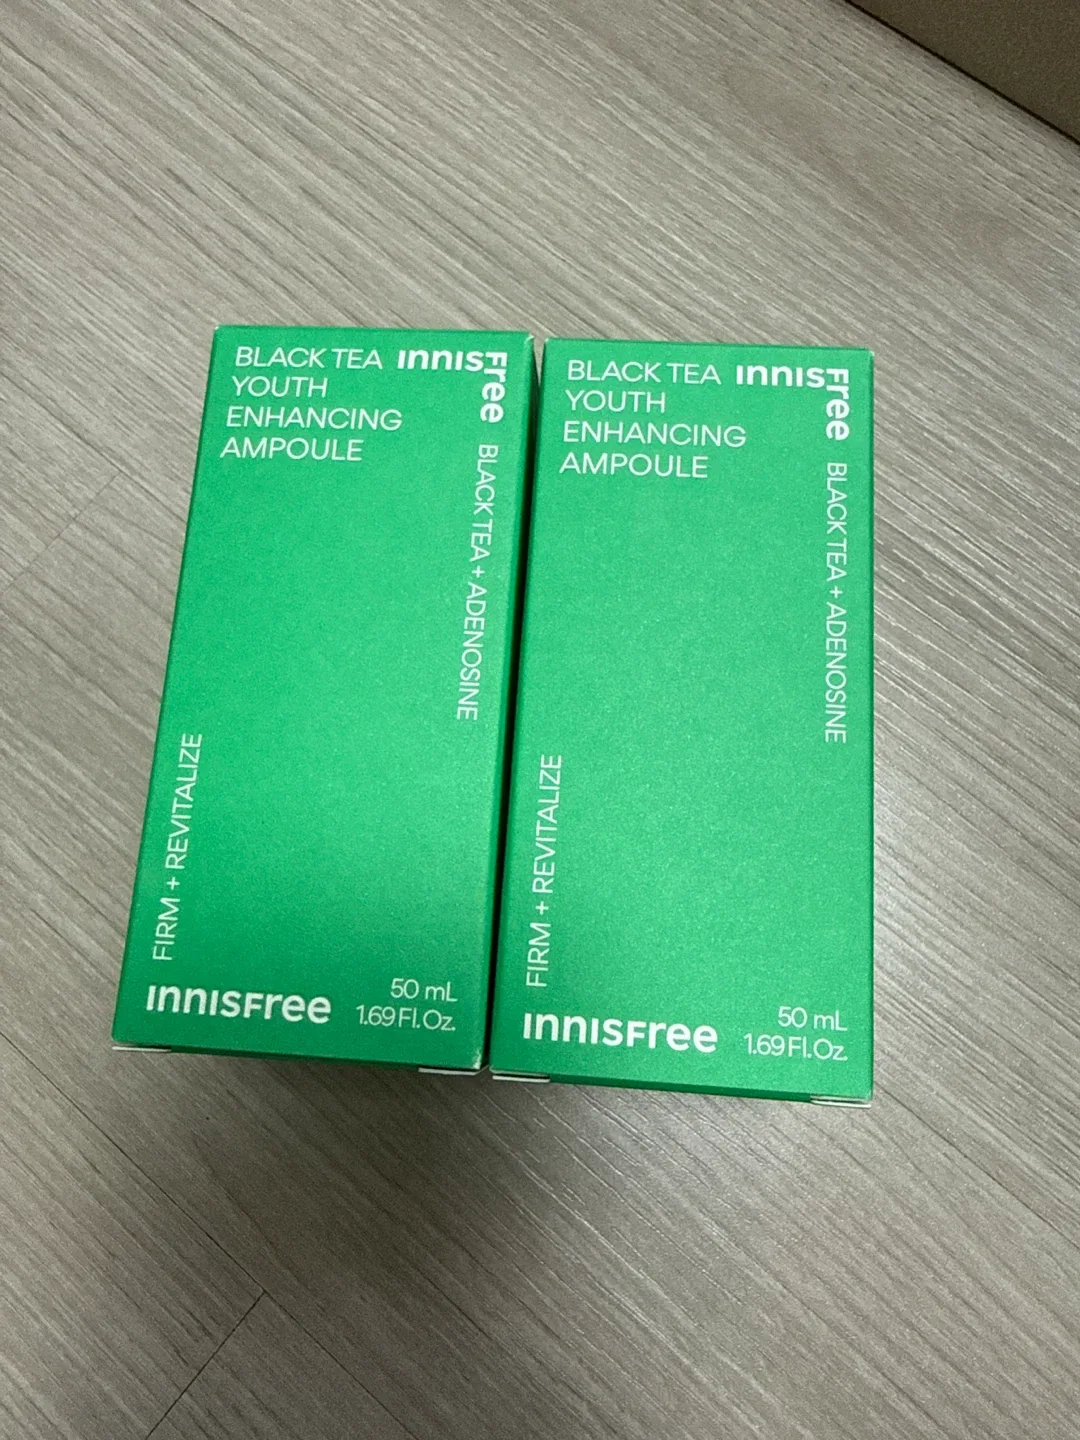 BLACK TEA
YOUTH
ENHANCING
AMPOULE
INNISFree
BLACK TEA + ADENOSINE
FIRM + REVITALIZE
INNISFree
50 mL
1.69 Fl.Oz.
BLACK TEA
YOUTH
ENHANCING
AMPOULE
INNISFree
BLACK TEA + ADENOSINE
FIRM + REVITALIZE
INNISFree
50 mL
1.69 Fl.Oz.